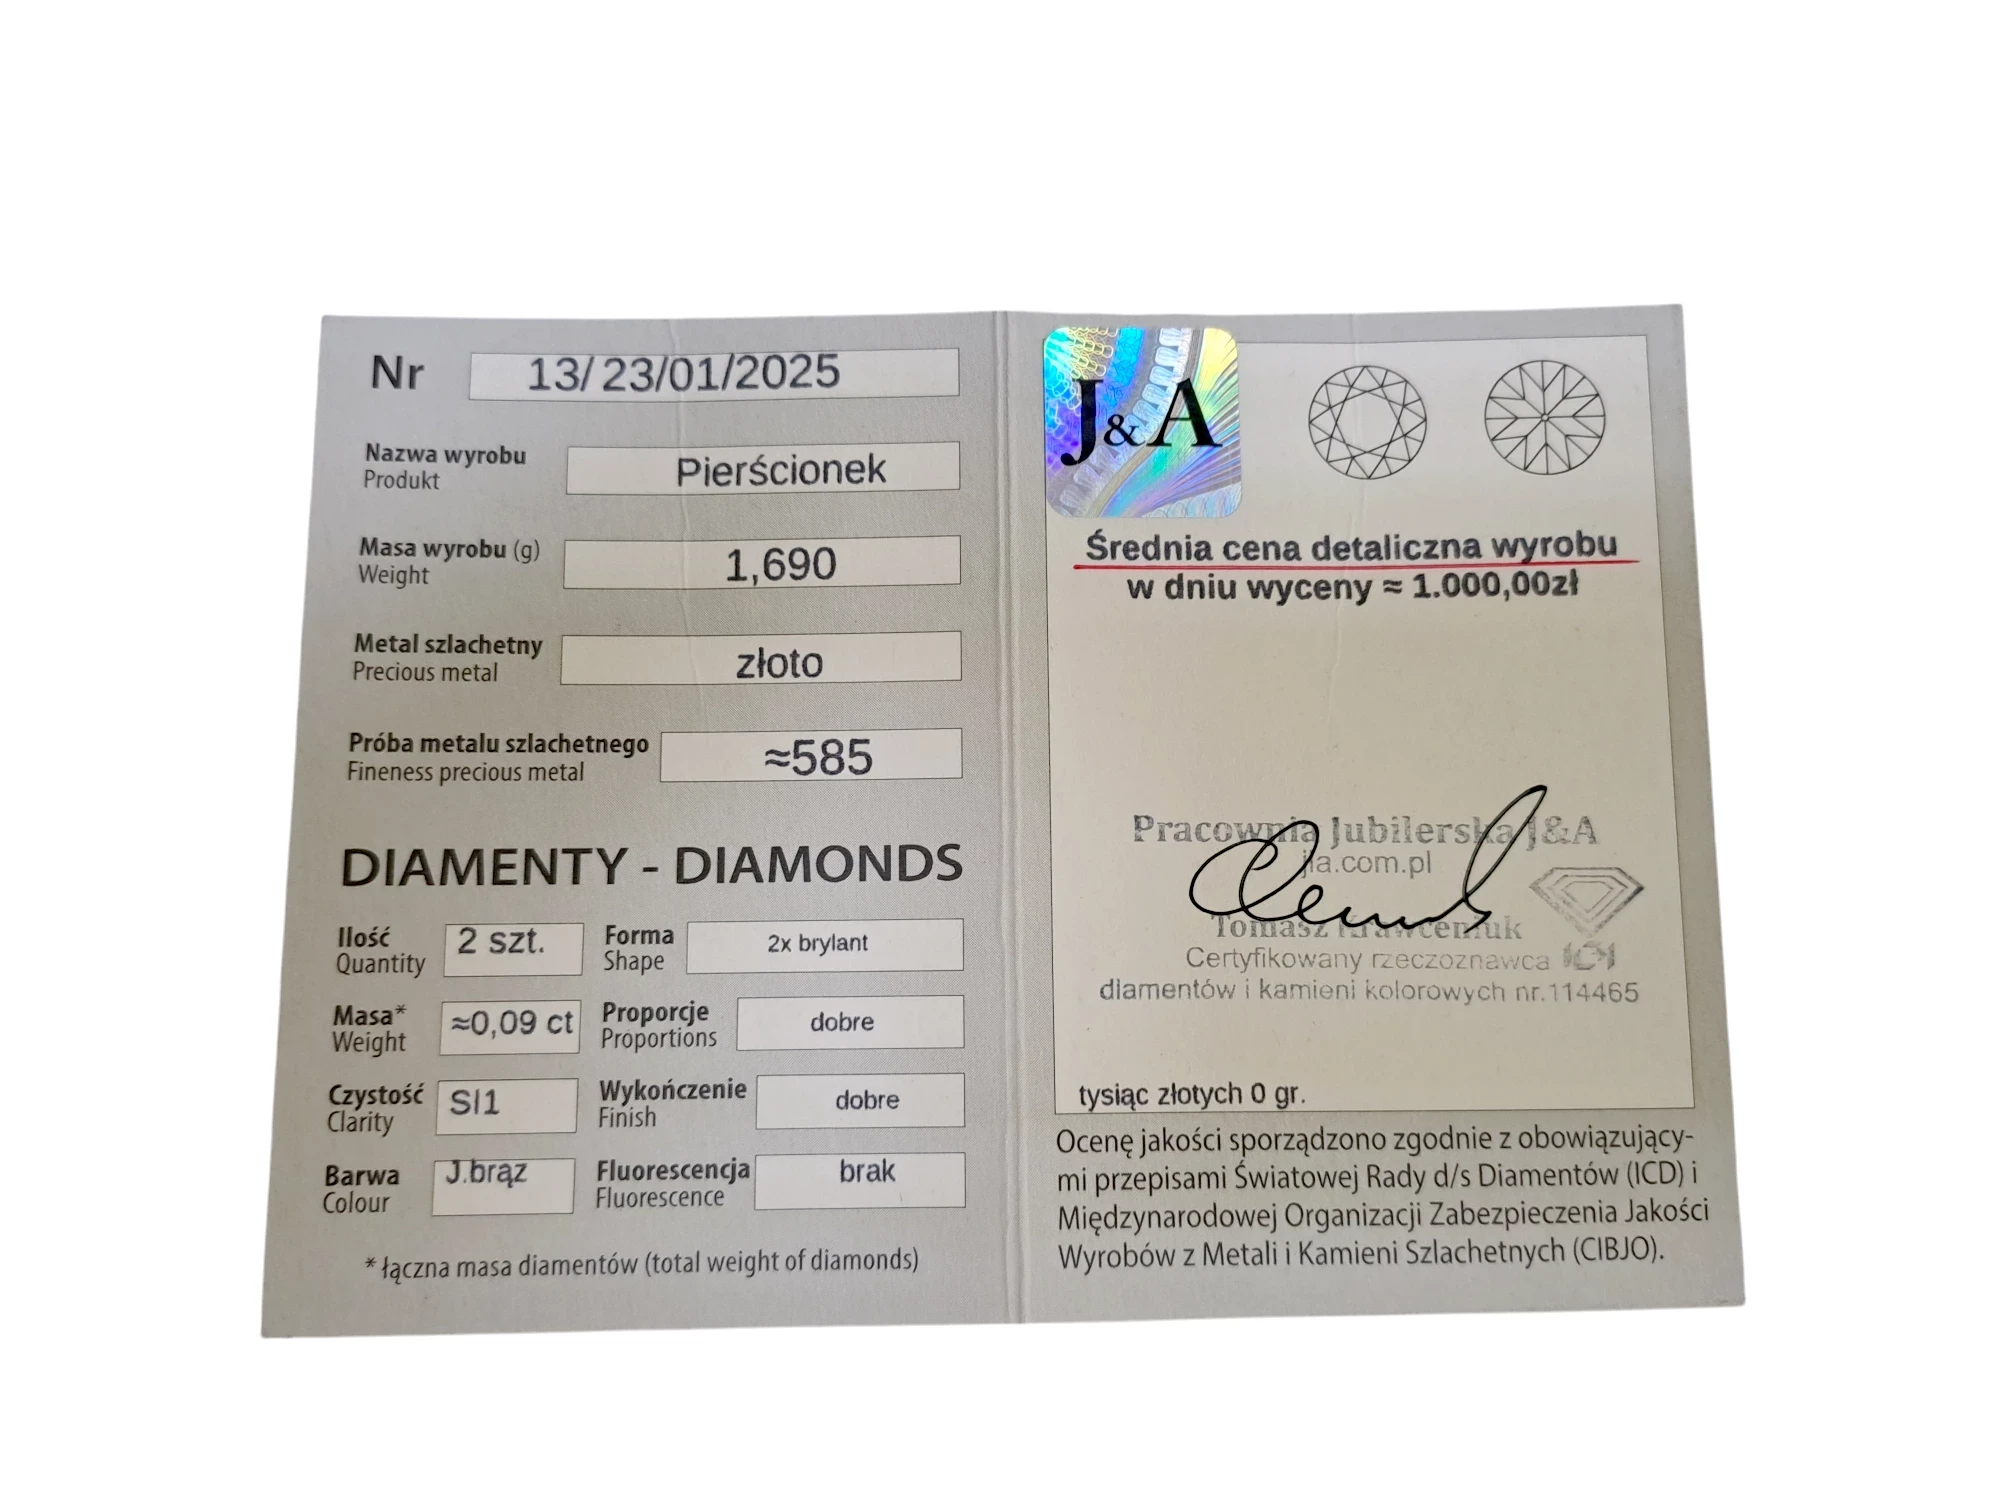 Nr 13/ 23/01/2025
Nazwa wyrobu
Produkt
Pierścionek
Masa wyrobu (g)
Weight
1,690
Metal szlachetny
Precious metal
złoto
Próba metalu szlachetnego
Fineness precious metal
≈585
DIAMENTY - DIAMONDS
Ilość
Quantity
2 szt.
Forma
Shape
2x brylant
Masa*
Weight
≈0,09 ct
Proporcje
Proportions
dobre
Czystość
Clarity
SI1
Wykończenie
Finish
dobre
Barwa
Colour
J.brąz
Fluorescencja
Fluorescence
brak
* łączna masa diamentów (total weight of diamonds)
J&A
Średnia cena detaliczna wyrobu
w dniu wyceny ≈ 1.000,00zł
Pracownia Jubilerska J&A
jla.com.pl
Tomasz Krawceniuk
Certyfikowany rzeczoznawca
diamentów i kamieni kolorowych nr.114465
tysiąc złotych 0 gr.
Ocenę jakości sporządzono zgodnie z obowiązujący-
mi przepisami Światowej Rady d/s Diamentów (ICD) i
Międzynarodowej Organizacji Zabezpieczenia Jakości
Wyrobów z Metali i Kamieni Szlachetnych (CIBJO).